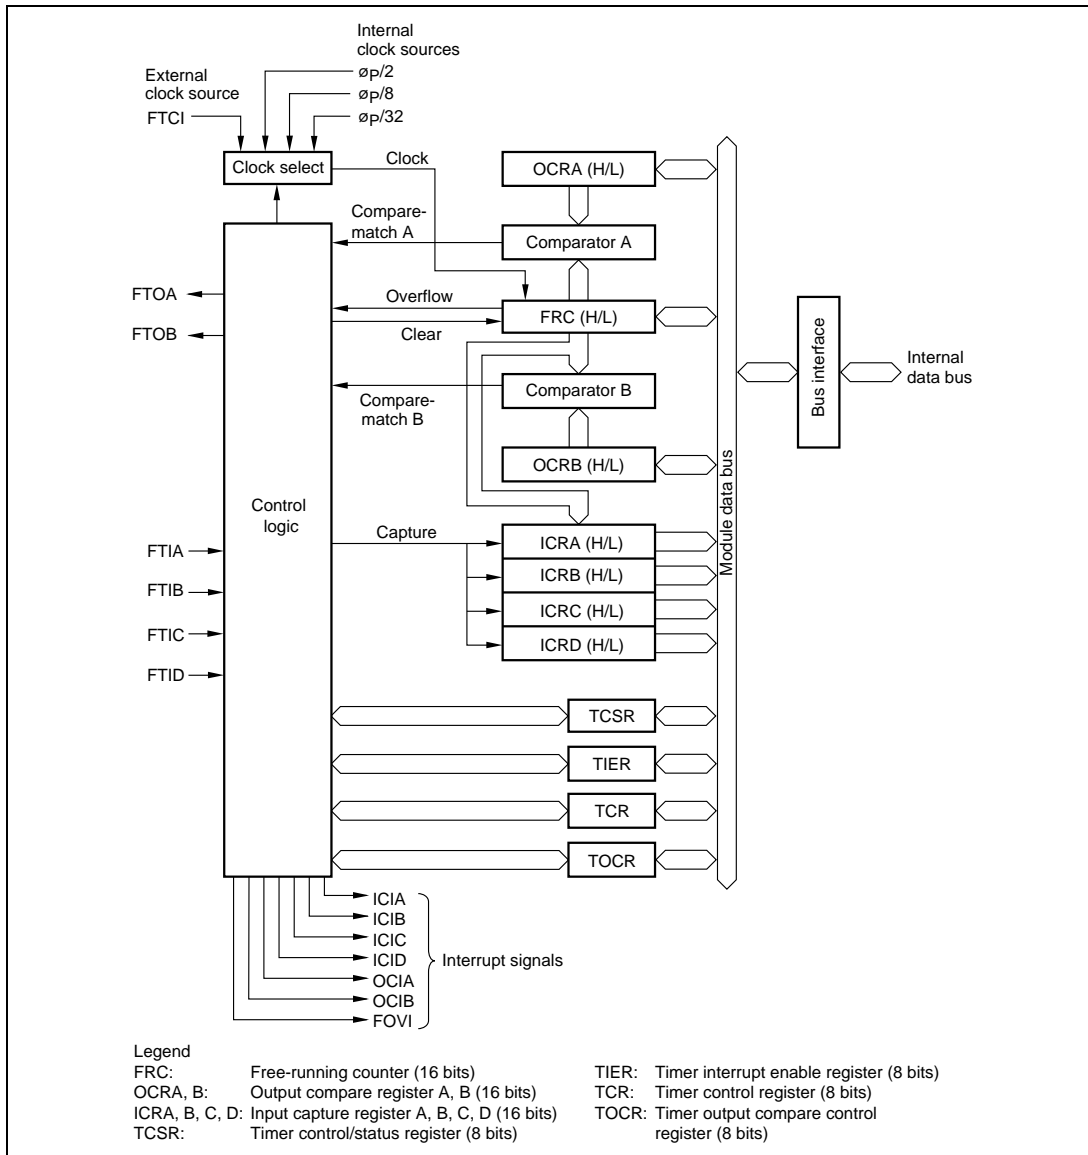 Internal
clock sources
External
clock source
øP/2
øP/8
FTCI
øP/32
Clock select
Clock
OCRA (H/L)
Compare-
match A
Comparator A
FTOA
Overflow
FRC (H/L)
FTOB
Clear
Bus interface
Internal
data bus
Comparator B
Compare-
match B
OCRB (H/L)
Module data bus
Control
logic
Capture
ICRA (H/L)
FTIA
ICRB (H/L)
FTIB
ICRC (H/L)
FTIC
ICRD (H/L)
FTID
TCSR
TIER
TCR
TOCR
ICIA
ICIB
ICIC
ICID
Interrupt signals
OCIA
OCIB
FOVI
Legend
FRC: Free-running counter (16 bits)
OCRA, B: Output compare register A, B (16 bits)
ICRA, B, C, D: Input capture register A, B, C, D (16 bits)
TCSR: Timer control/status register (8 bits)
TIER: Timer interrupt enable register (8 bits)
TCR: Timer control register (8 bits)
TOCR: Timer output compare control
register (8 bits)